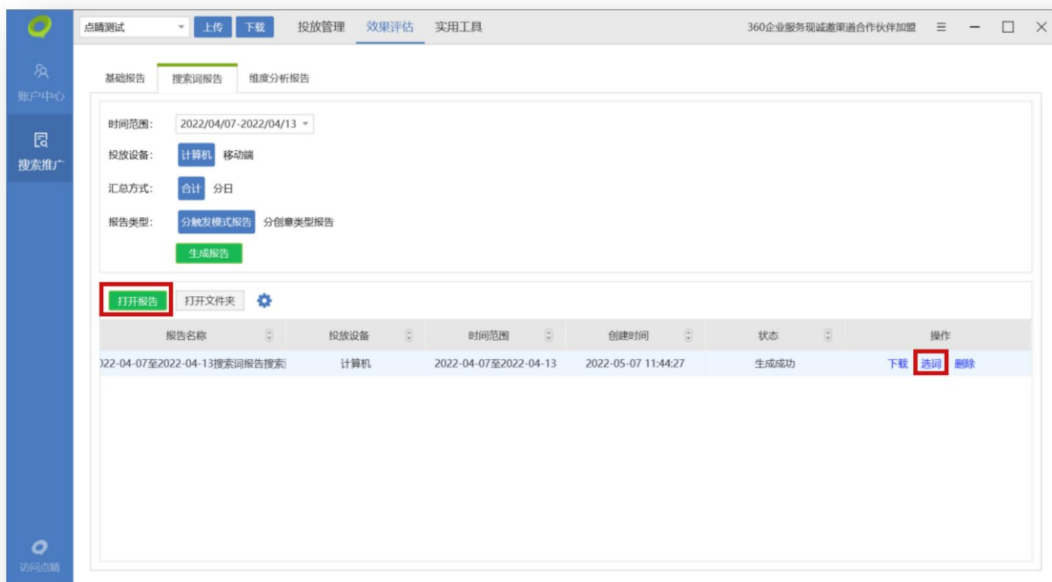 点睛测试 上传 下载 投放管理 效果评估 实用工具 360企业服务现诚邀渠道合作伙伴加盟
账户中心
搜索推广
基础报告 搜索词报告 维度分析报告
时间范围: 2022/04/07-2022/04/13
投放设备: 计算机 移动端
汇总方式: 合计 分日
报告类型: 分触发模式报告 分创意类型报告
生成报告
打开报告 打开文件夹
报告名称 投放设备 时间范围 创建时间 状态 操作
022-04-07至2022-04-13搜索词报告搜索 计算机 2022-04-07至2022-04-13 2022-05-07 11:44:27 生成成功 下载 选词 删除
访问点睛